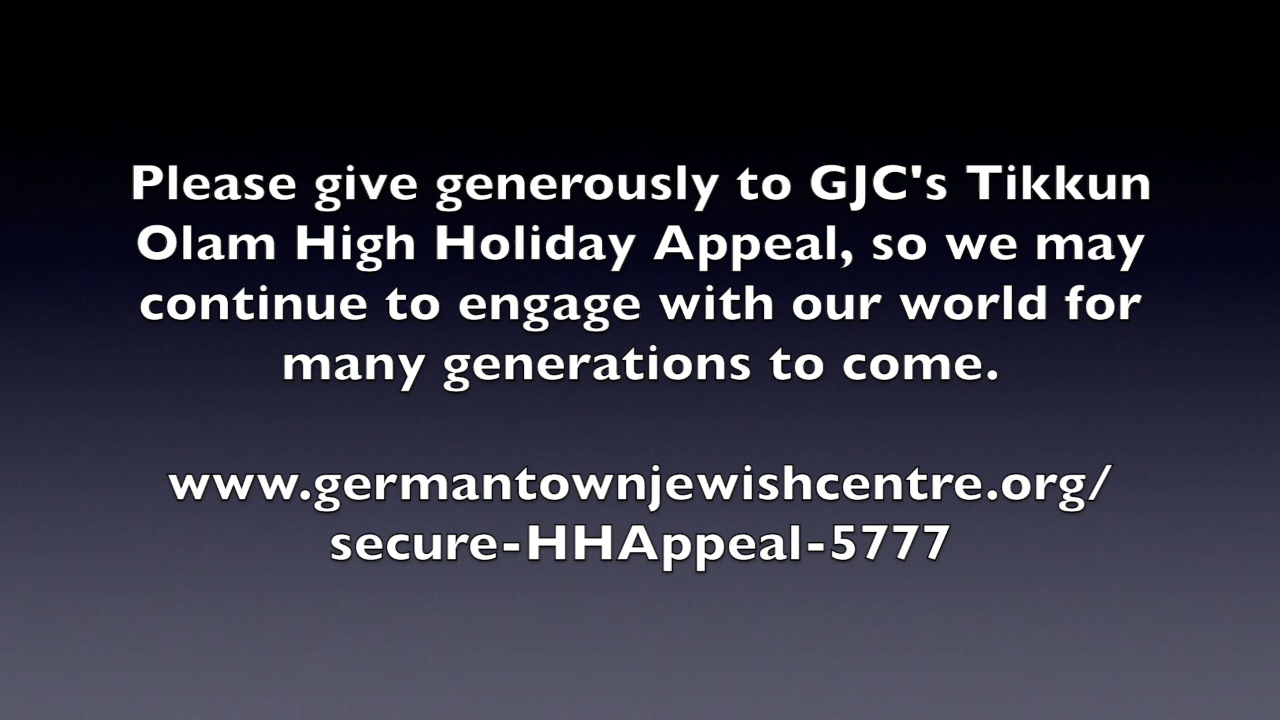 Please give generously to GJC's Tikkun
Olam High Holiday Appeal, so we may
continue to engage with our world for
many generations to come.
www.germantownjewishcentre.org/
secure-HHAppeal-5777